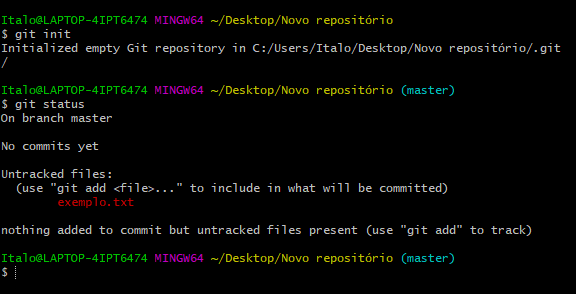 Italo@LAPTOP-4IPT6474 MINGW64 ~/Desktop/Novo repositório
$ git init
Initialized empty Git repository in C:/Users/Italo/Desktop/Novo repositório/.git
/
Italo@LAPTOP-4IPT6474 MINGW64 ~/Desktop/Novo repositório (master)
$ git status
On branch master
No commits yet
Untracked files:
(use "git add <file>..." to include in what will be committed)
exemplo.txt
nothing added to commit but untracked files present (use "git add" to track)
Italo@LAPTOP-4IPT6474 MINGW64 ~/Desktop/Novo repositório (master)
$